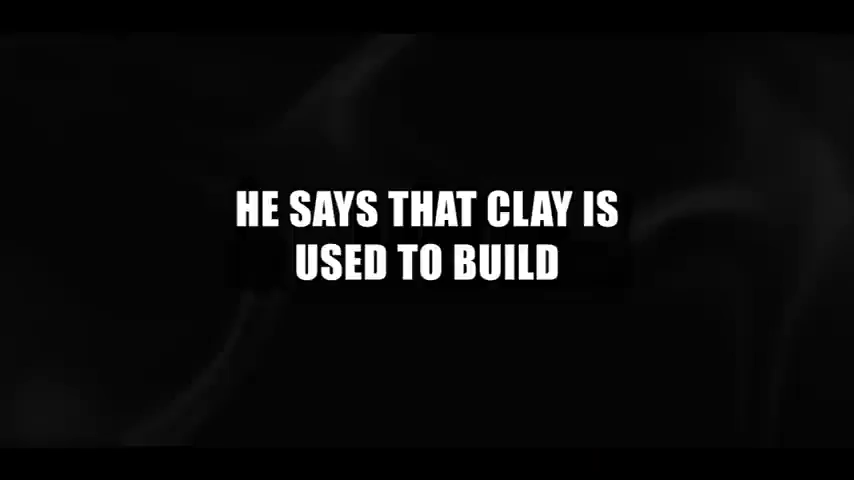 HE SAYS THAT CLAY IS
USED TO BUILD